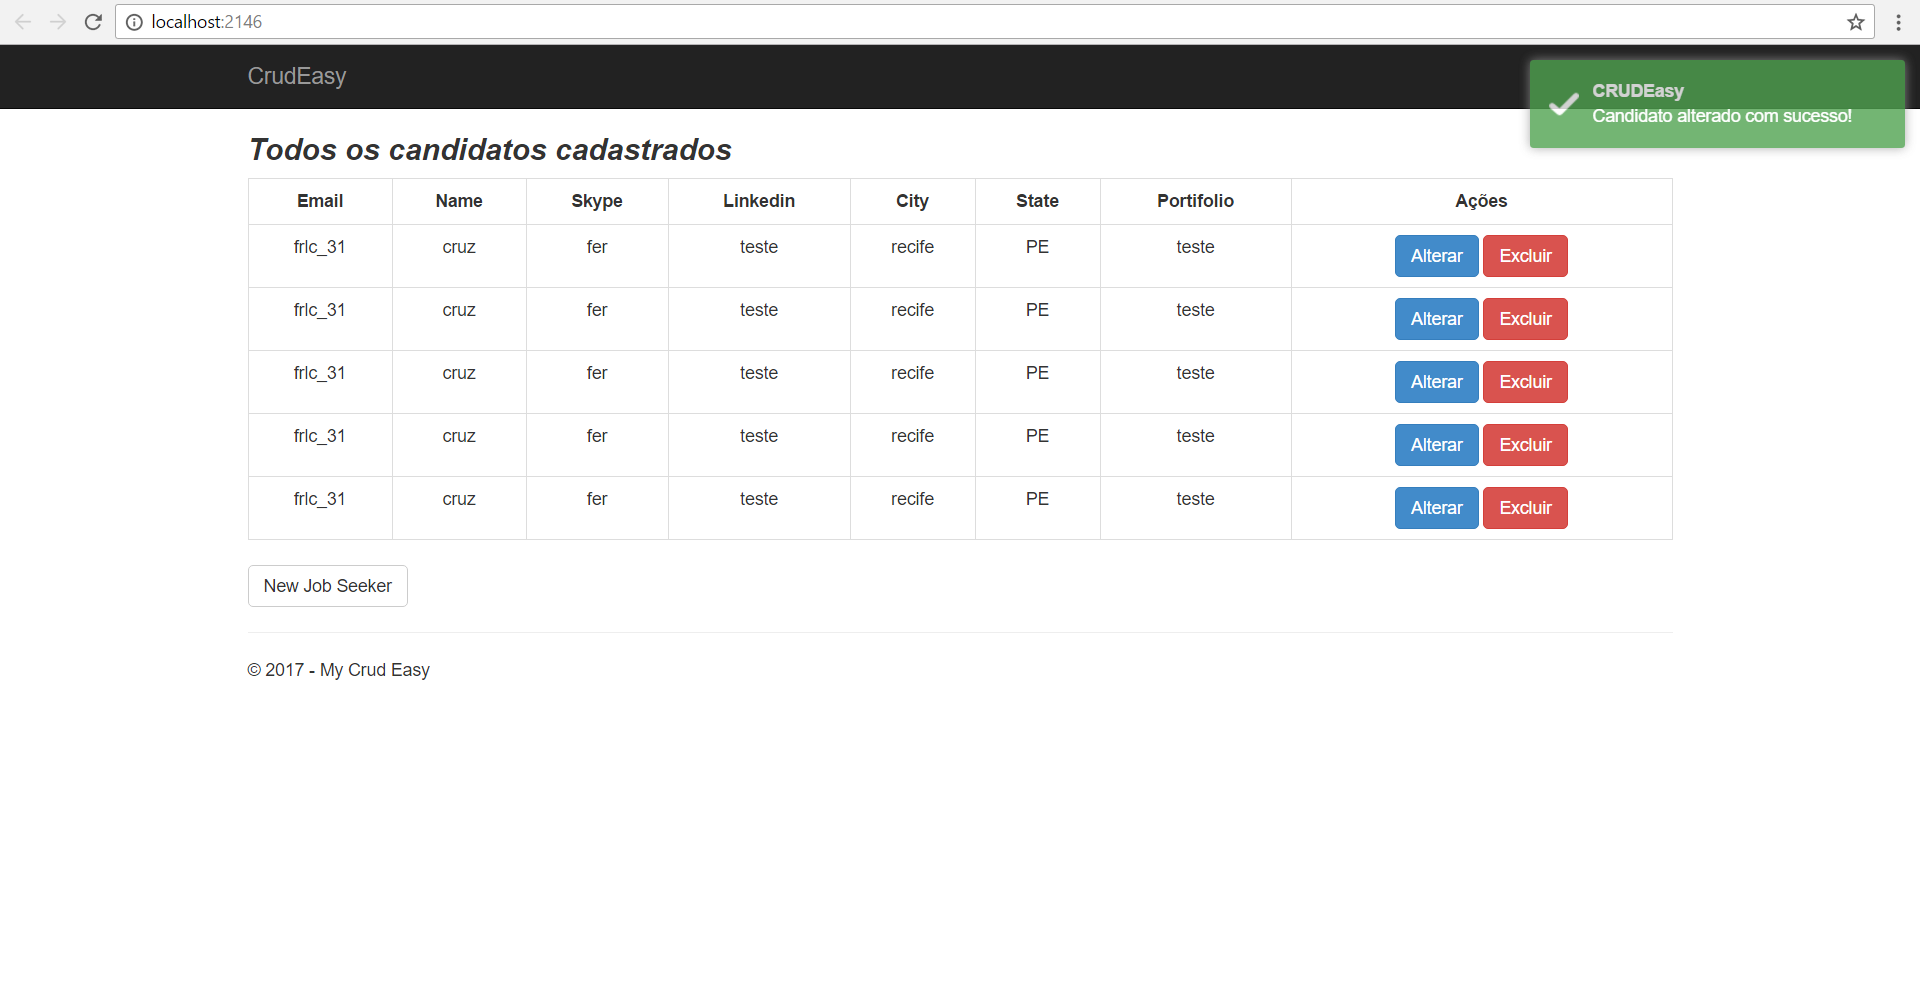 localhost:2146
CrudEasy
CRUDEasy
Candidato alterado com sucesso!
Todos os candidatos cadastrados
Email Name Skype Linkedin City State Portifolio Ações
frlc_31 cruz fer teste recife PE teste Alterar Excluir
frlc_31 cruz fer teste recife PE teste Alterar Excluir
frlc_31 cruz fer teste recife PE teste Alterar Excluir
frlc_31 cruz fer teste recife PE teste Alterar Excluir
frlc_31 cruz fer teste recife PE teste Alterar Excluir
New Job Seeker
© 2017 - My Crud Easy